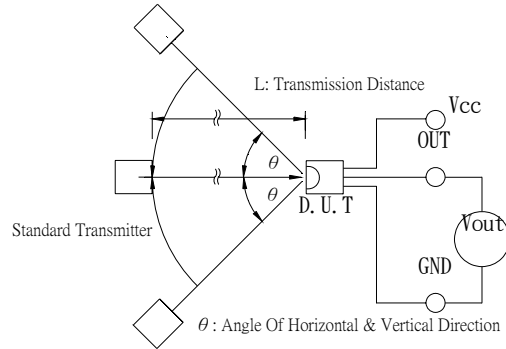 L: Transmission Distance
Vcc
OUT
θ
θ
D.U.T
Standard Transmitter
Vout
GND
θ : Angle Of Horizontal & Vertical Direction